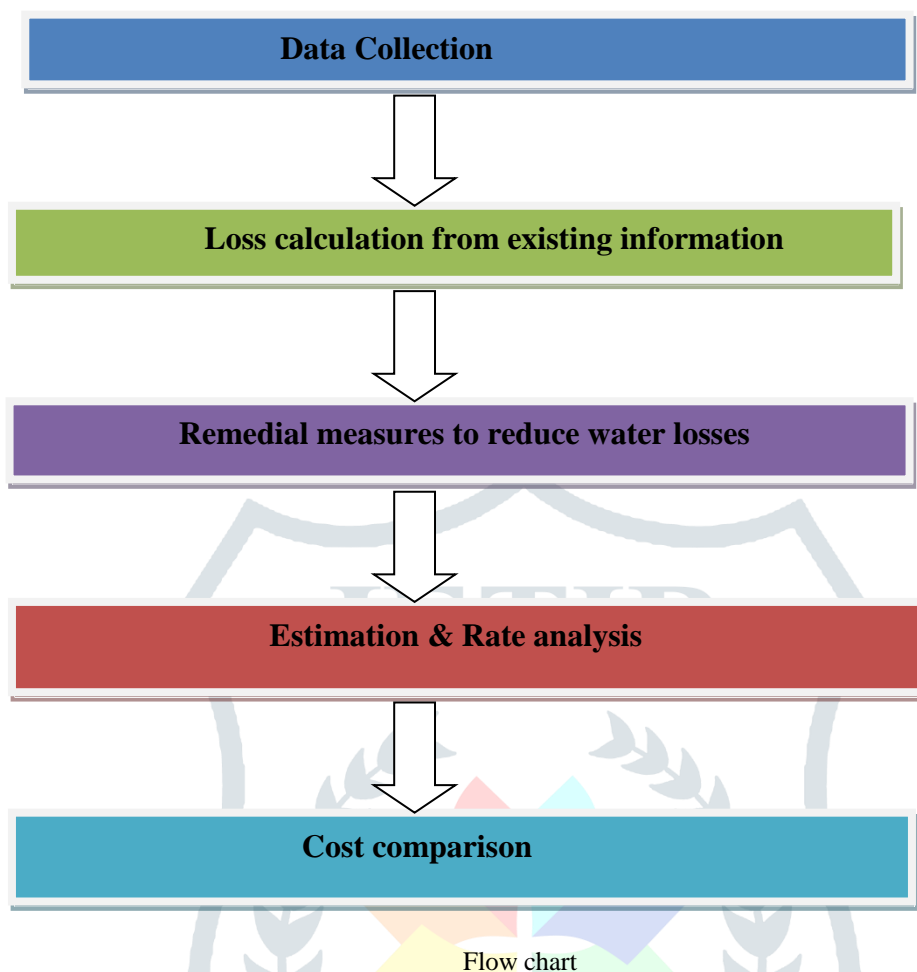 Data Collection
Loss calculation from existing information
Remedial measures to reduce water losses
Estimation & Rate analysis
Cost comparison
Flow chart